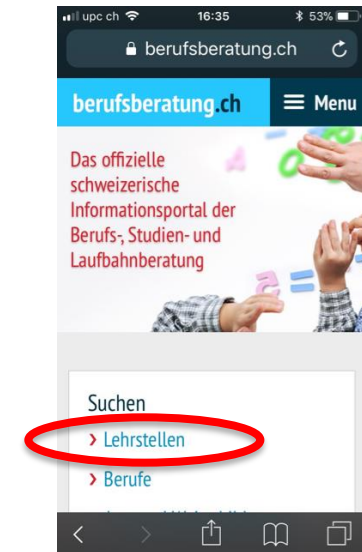 upc ch 16:35 53%
berufsberatung.ch
berufsberatung.ch Menu
Das offizielle
schweizerische
Informationsportal der
Berufs-, Studien- und
Laufbahnberatung
Suchen
Lehrstellen
Berufe